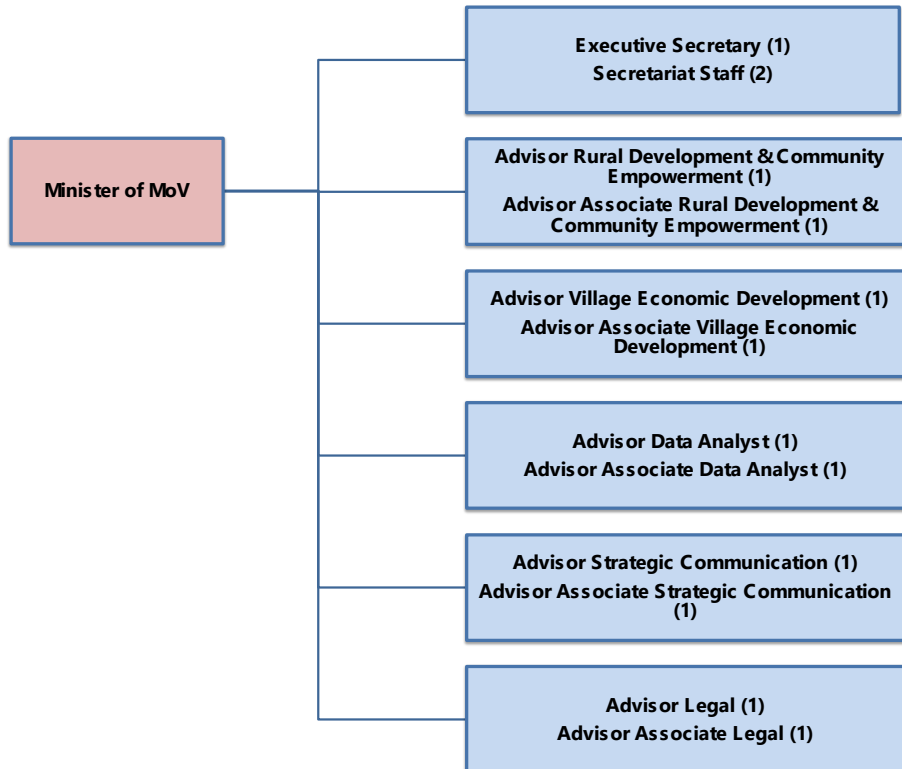 Executive Secretary (1)
Secretariat Staff (2)
Minister of MoV
Advisor Rural Development & Community
Empowerment (1)
Advisor Associate Rural Development &
Community Empowerment (1)
Advisor Village Economic Development (1)
Advisor Associate Village Economic
Development (1)
Advisor Data Analyst (1)
Advisor Associate Data Analyst (1)
Advisor Strategic Communication (1)
Advisor Associate Strategic Communication
(1)
Advisor Legal (1)
Advisor Associate Legal (1)